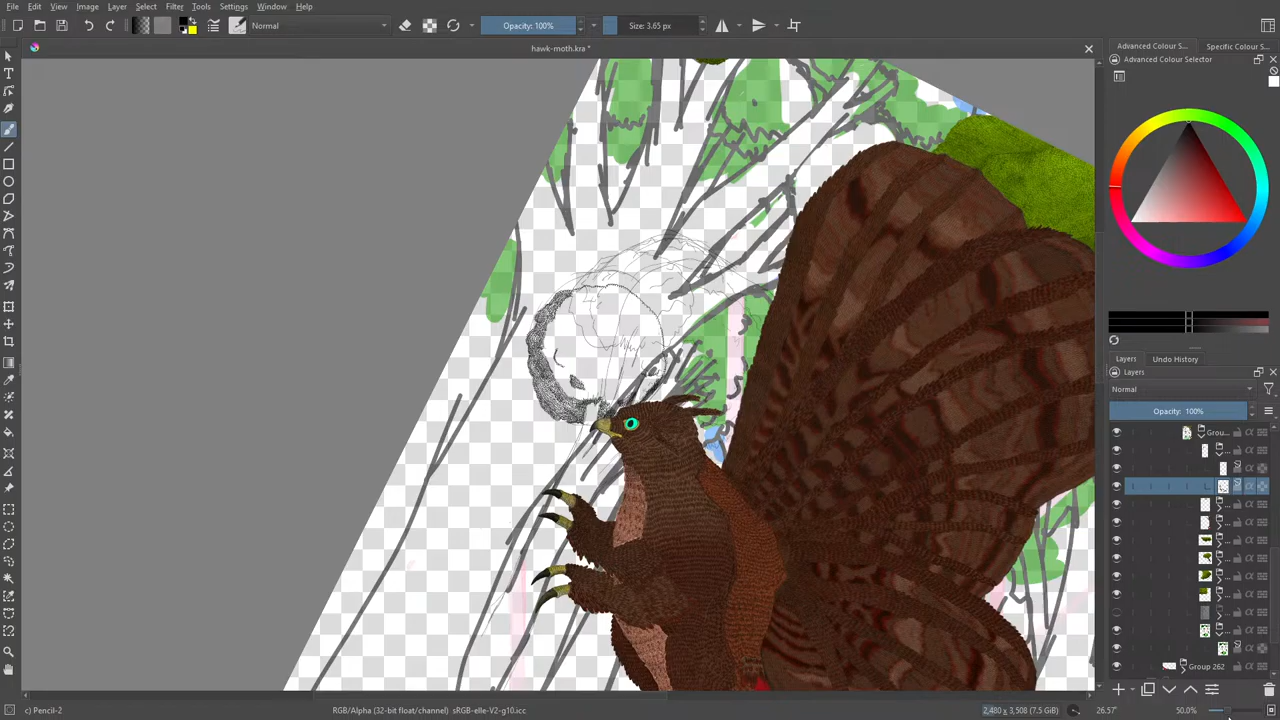 File Edit View Image Layer Select Filter Tools Settings Window Help
Normal
Opacity: 100%
Size: 3.65 px
hawk-moth.kra *
Advanced Colour S...
Specific Colour S...
Advanced Colour Selector
Layers
Undo History
Layers
Normal
Opacity: 100%
Grou...
Group 262
c) Pencil-2
RGB/Alpha (32-bit float/channel) sRGB-elle-V2-g10.icc
2,480 x 3,508 (7.5 GiB)
26.57°
50.0%